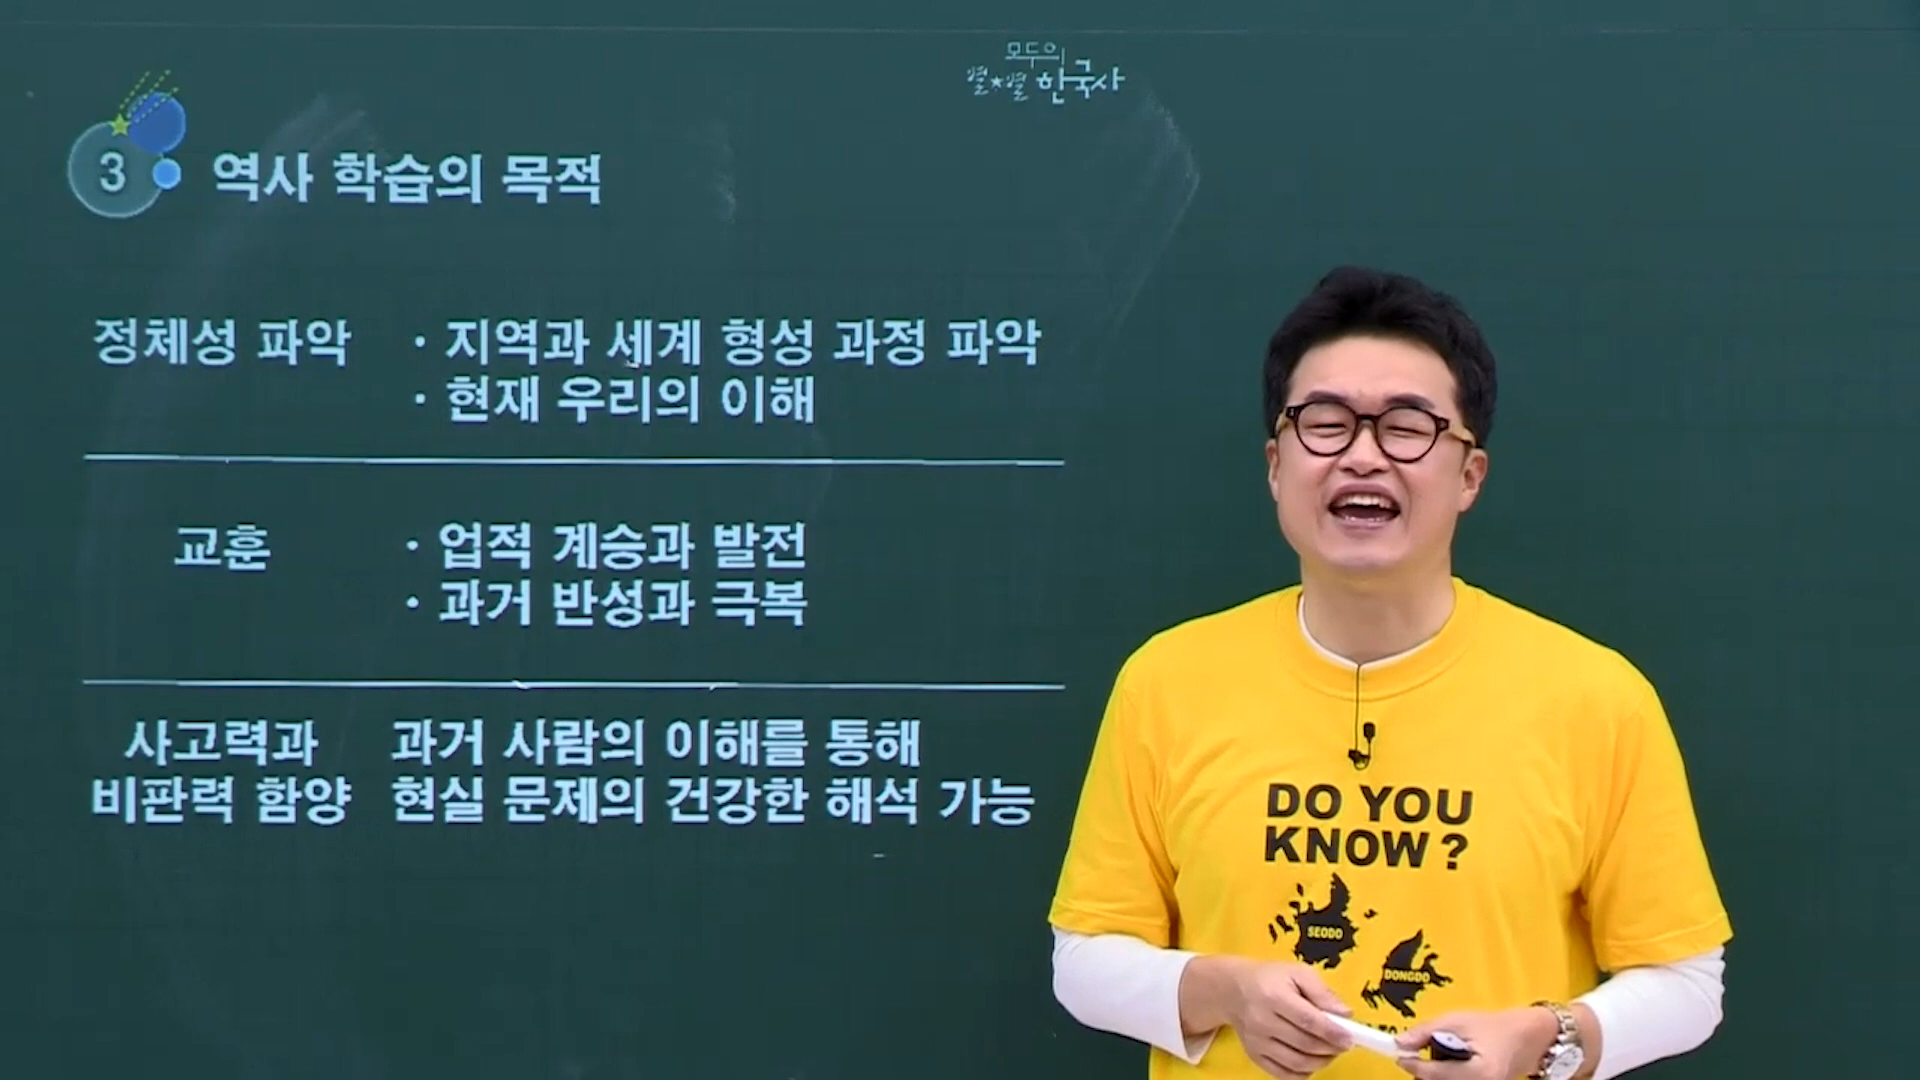 모두의
별★별 한국사
3 역사 학습의 목적
정체성 파악 · 지역과 세계 형성 과정 파악
· 현재 우리의 이해
교훈 · 업적 계승과 발전
· 과거 반성과 극복
사고력과 과거 사람의 이해를 통해
비판력 함양 현실 문제의 건강한 해석 가능
DO YOU
KNOW?
SEODO
DONGDO
TO